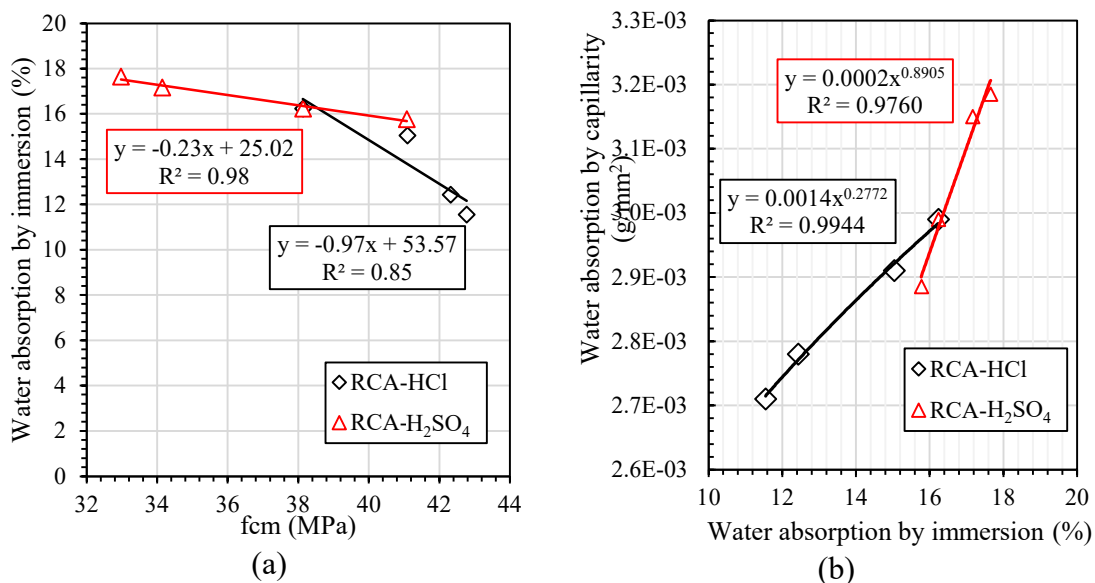 20
18
16
14
12
10
8
6
4
2
0
Water absorption by immersion (%)
y = -0.23x + 25.02
R² = 0.98
y = -0.97x + 53.57
R² = 0.85
RCA-HCl
RCA-H₂SO₄
32 34 36 38 40 42 44
fcm (MPa)
(a)
3.3E-03
3.2E-03
3.1E-03
3.0E-03
2.9E-03
2.8E-03
2.7E-03
2.6E-03
Water absorption by capillarity
(g/mm²)
y = 0.0002x^0.8905
R² = 0.9760
y = 0.0014x^0.2772
R² = 0.9944
RCA-HCl
RCA-H₂SO₄
10 12 14 16 18 20
Water absorption by immersion (%)
(b)